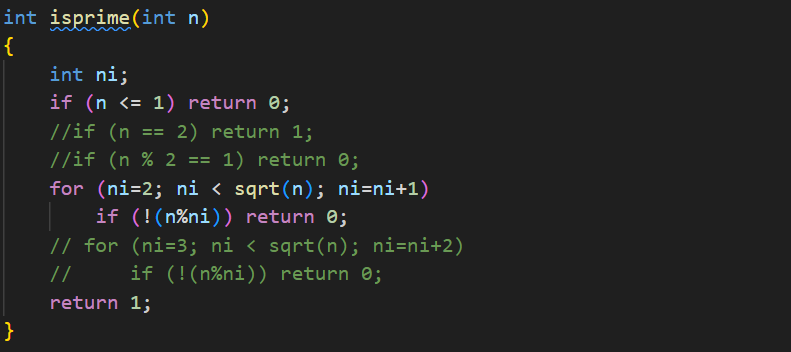 int isprime(int n)
{
    int ni;
    if (n <= 1) return 0;
    //if (n == 2) return 1;
    //if (n % 2 == 1) return 0;
    for (ni=2; ni < sqrt(n); ni=ni+1)
        if (!(n%ni)) return 0;
    // for (ni=3; ni < sqrt(n); ni=ni+2)
    //     if (!(n%ni)) return 0;
    return 1;
}